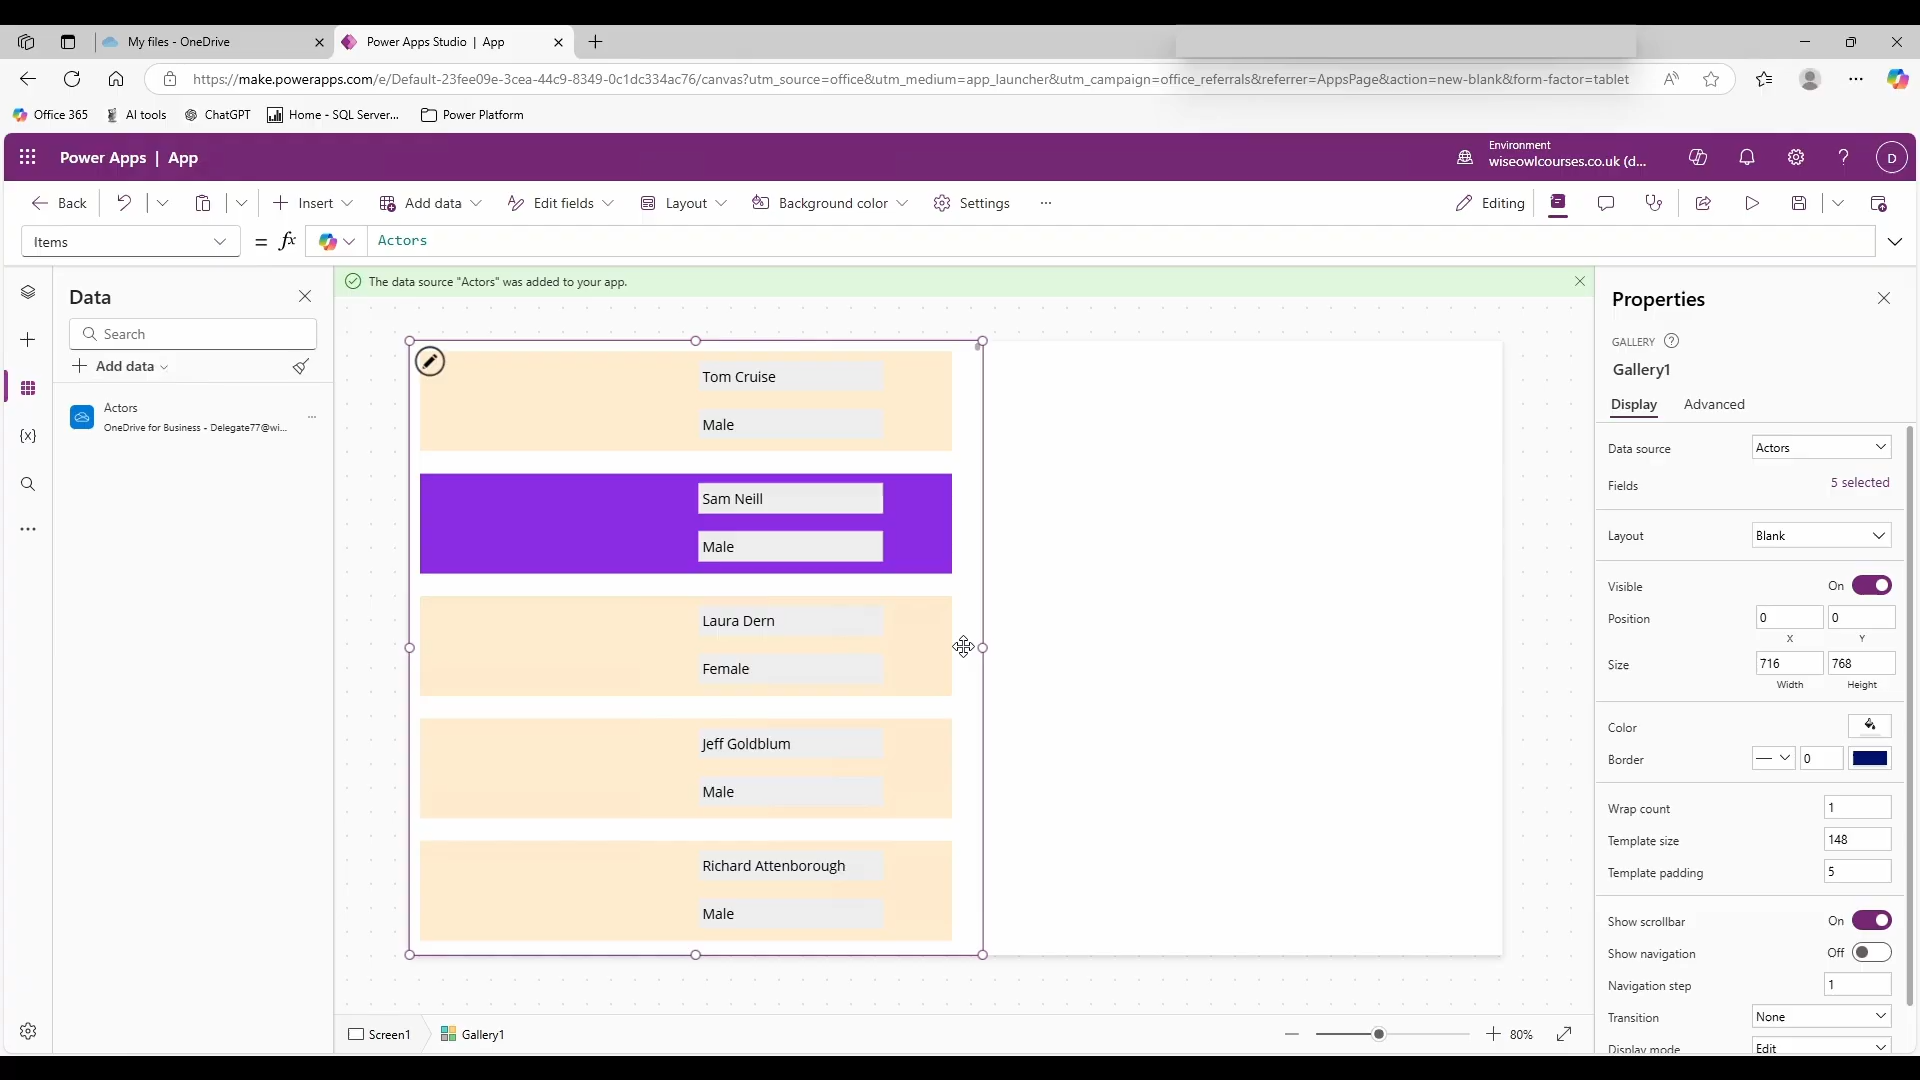 My files - OneDrive
Power Apps Studio | App
https://make.powerapps.com/e/Default-23fee09e-3cea-44c9-8349-0c1dc334ac76/canvas?utm_source=office&utm_medium=app_launcher&utm_campaign=office_referrals&referrer=AppsPage&action=new-blank&form-factor=tablet
Office 365
AI tools
ChatGPT
Home - SQL Server...
Power Platform
Power Apps | App
Environment
wiseowlcourses.co.uk (d...
D
Back
Insert
Add data
Edit fields
Layout
Background color
Settings
...
Editing
Items
= fx
Actors
Data
Search
Add data
Actors
OneDrive for Business - Delegate77@wi...
...
The data source "Actors" was added to your app.
Tom Cruise
Male
Sam Neill
Male
Laura Dern
Female
Jeff Goldblum
Male
Richard Attenborough
Male
Screen1
Gallery1
80%
Properties
GALLERY
Gallery1
Display
Advanced
Data source
Actors
Fields
5 selected
Layout
Blank
Visible
On
Position
0
0
X
Y
Size
716
768
Width
Height
Color
Border
0
Wrap count
1
Template size
148
Template padding
5
Show scrollbar
On
Show navigation
Off
Navigation step
1
Transition
None
Display mode
Edit